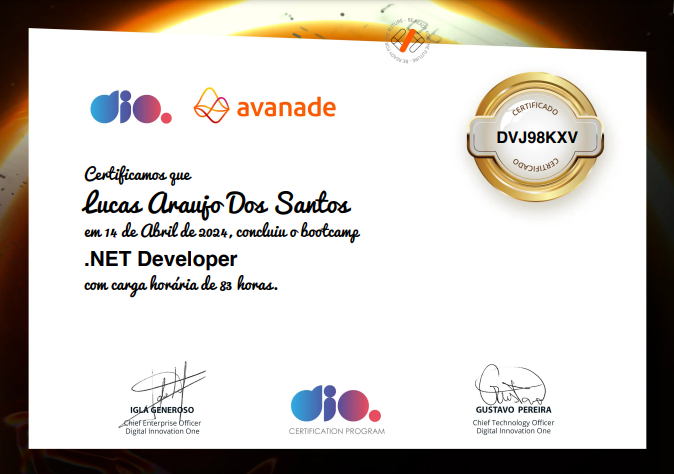 dio.
avanade
CERTIFICADO
DVJ98KXV
CERTIFICADO
Certificamos que
Lucas Araujo Dos Santos
em 14 de Abril de 2024, concluiu o bootcamp
.NET Developer
com carga horária de 83 horas.
IGLÁ GENEROSO
Chief Enterprise Officer
Digital Innovation One
dio.
CERTIFICATION PROGRAM
GUSTAVO PEREIRA
Chief Technology Officer
Digital Innovation One